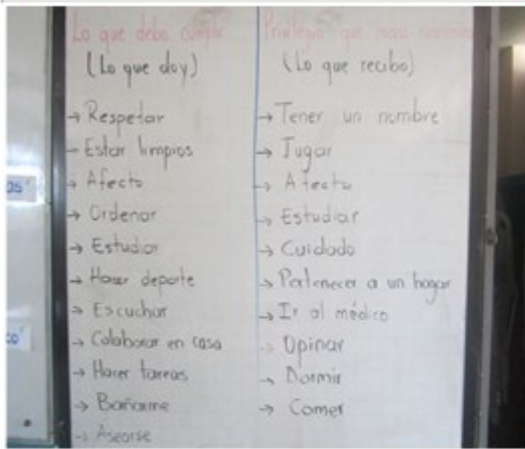 Lo que debo cumplir
(Lo que doy)
→ Respetar
→ Estar limpios
→ Afecto
→ Ordenar
→ Estudiar
→ Hacer deporte
→ Escuchar
→ Colaborar en casa
→ Hacer tareas
→ Bañarme
→ Asearse
Privilegio que
(Lo que recibo)
→ Tener un nombre
→ Jugar
→ Afecto
→ Estudiar
→ Cuidado
→ Pertenecer a un hogar
→ Ir al médico
→ Opinar
→ Dormir
→ Comer